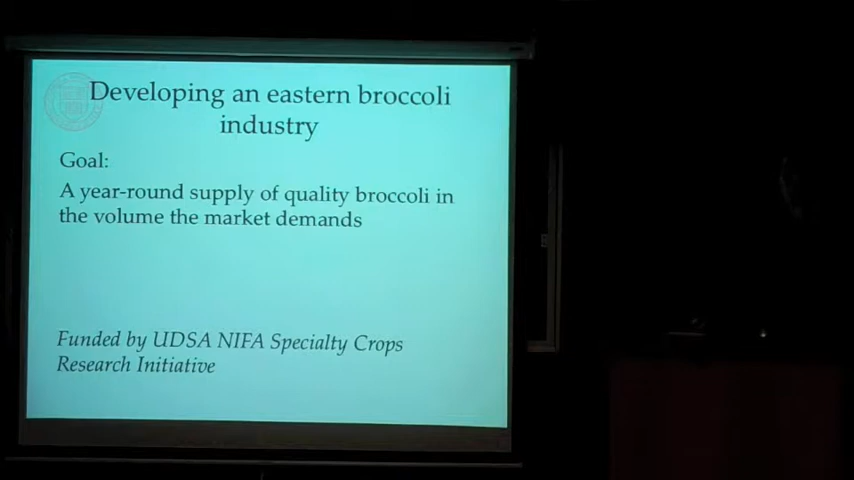 Developing an eastern broccoli
industry
Goal:
A year-round supply of quality broccoli in
the volume the market demands
Funded by UDSA NIFA Specialty Crops
Research Initiative